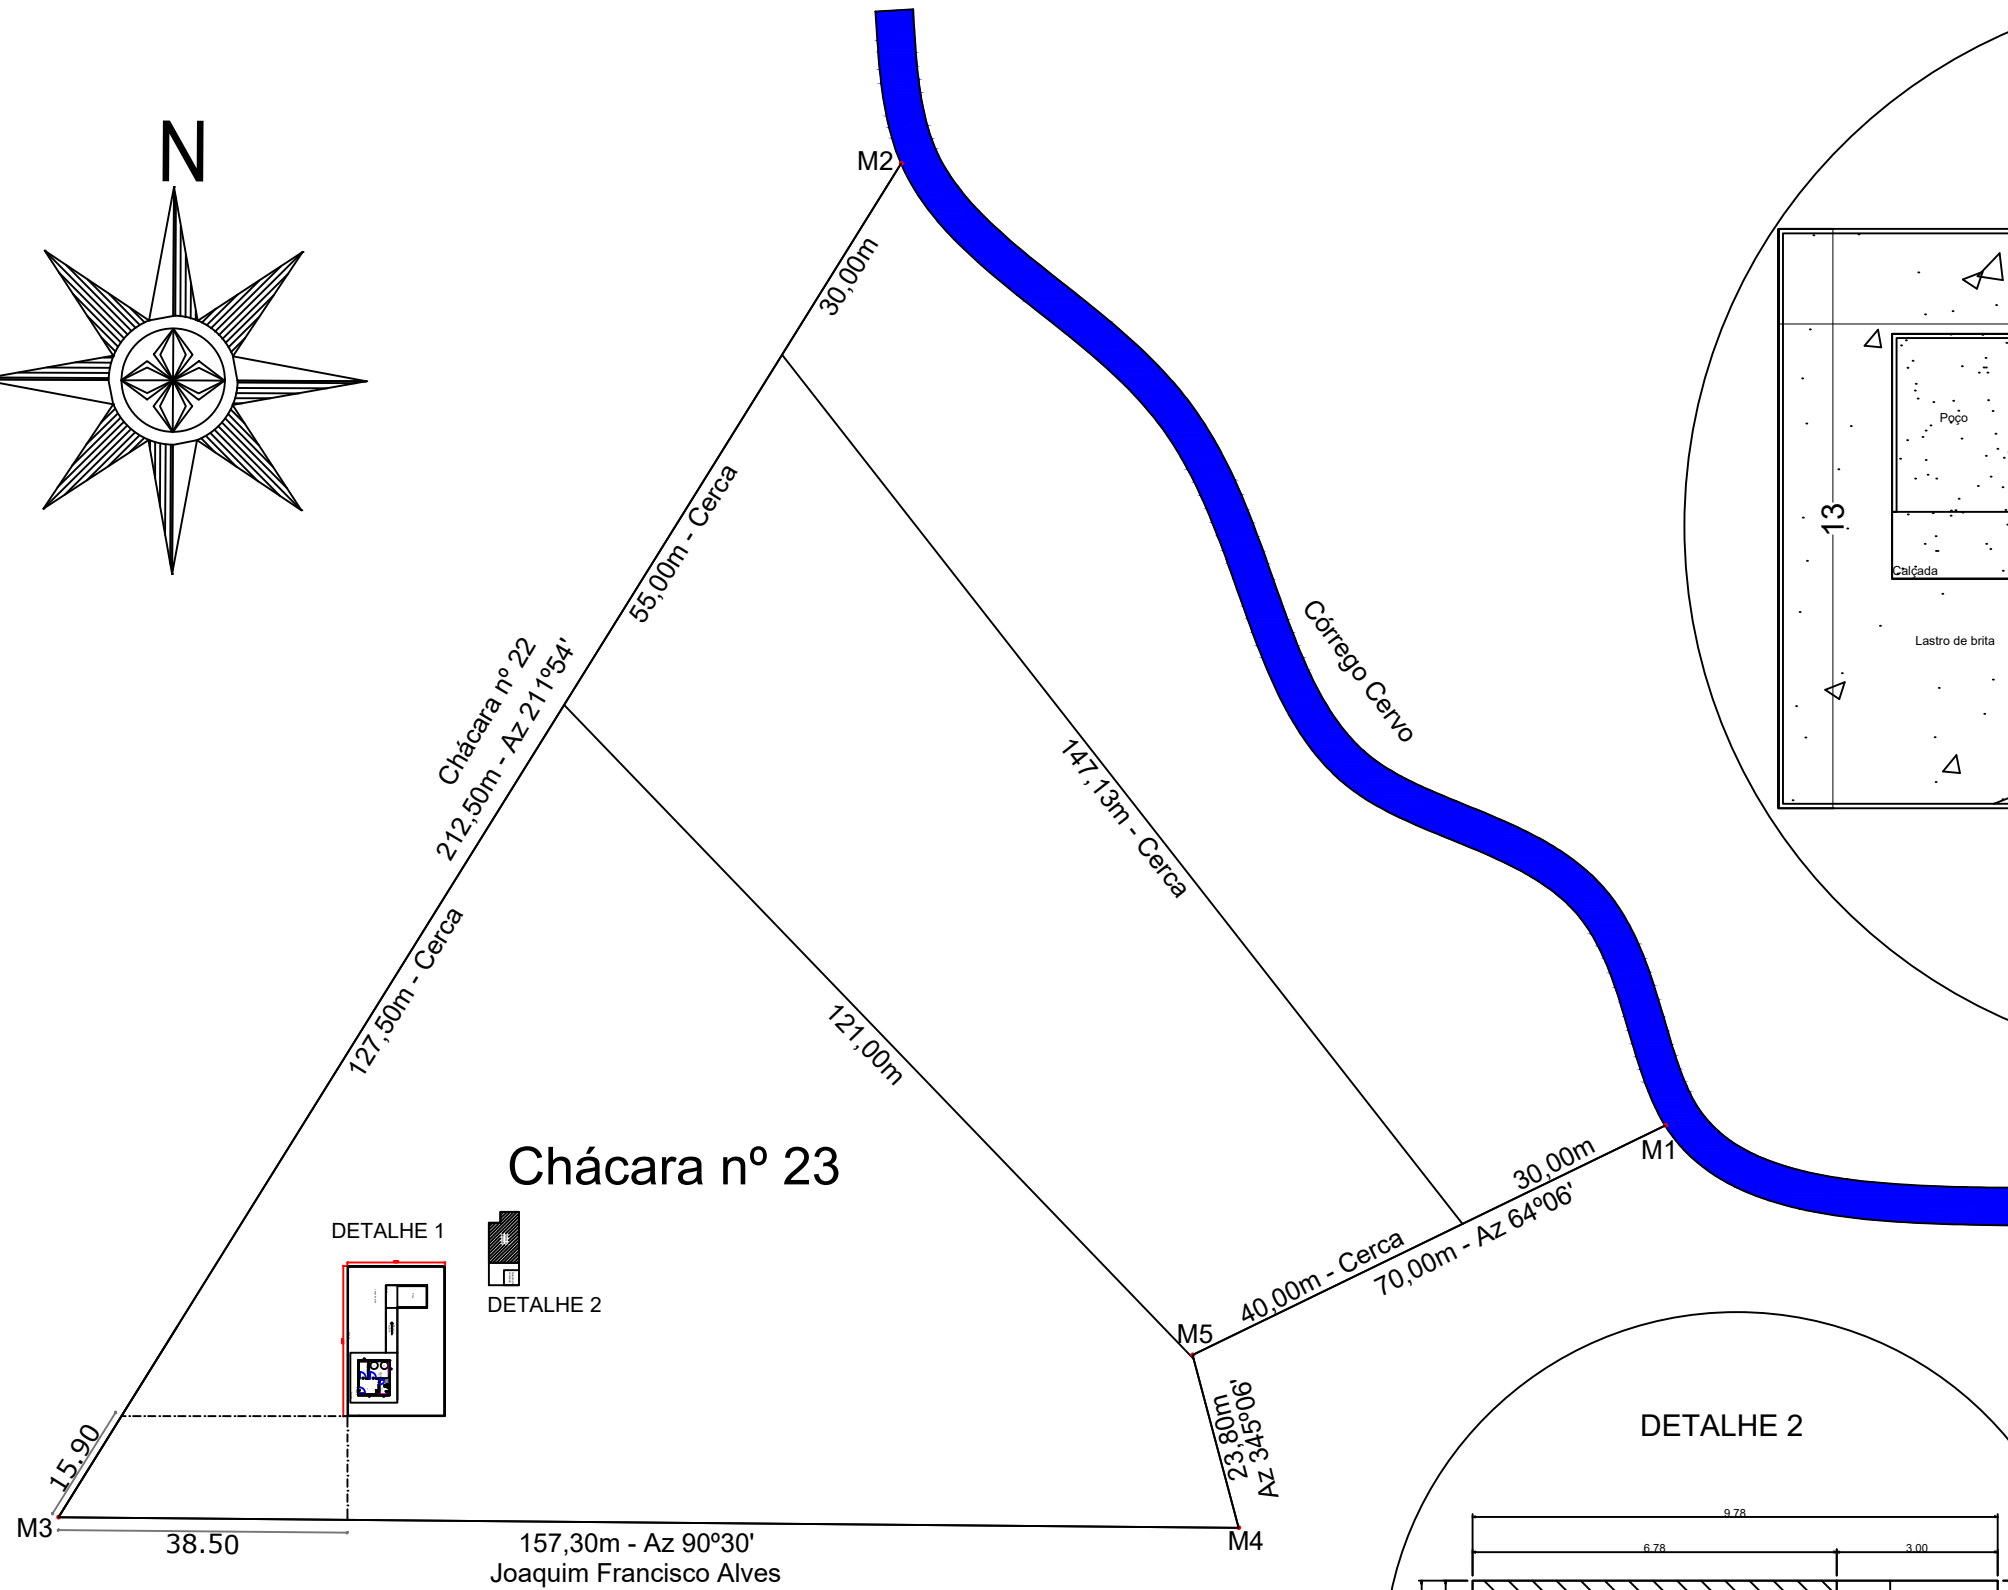 N
M2
30,00m
55,00m - Cerca
Chácara nº 22
212,50m - Az 211º54'
127,50m - Cerca
Córrego Cervo
147,13m - Cerca
121,00m
Poço
13
Calçada
Lastro de brita
Chácara nº 23
DETALHE 1
DETALHE 2
M1
30,00m
40,00m - Cerca
70,00m - Az 64º06'
M5
23,80m
Az 345º06'
M4
15.90
M3
38.50
157,30m - Az 90º30'
Joaquim Francisco Alves
DETALHE 2
9.78
6.78
3.00